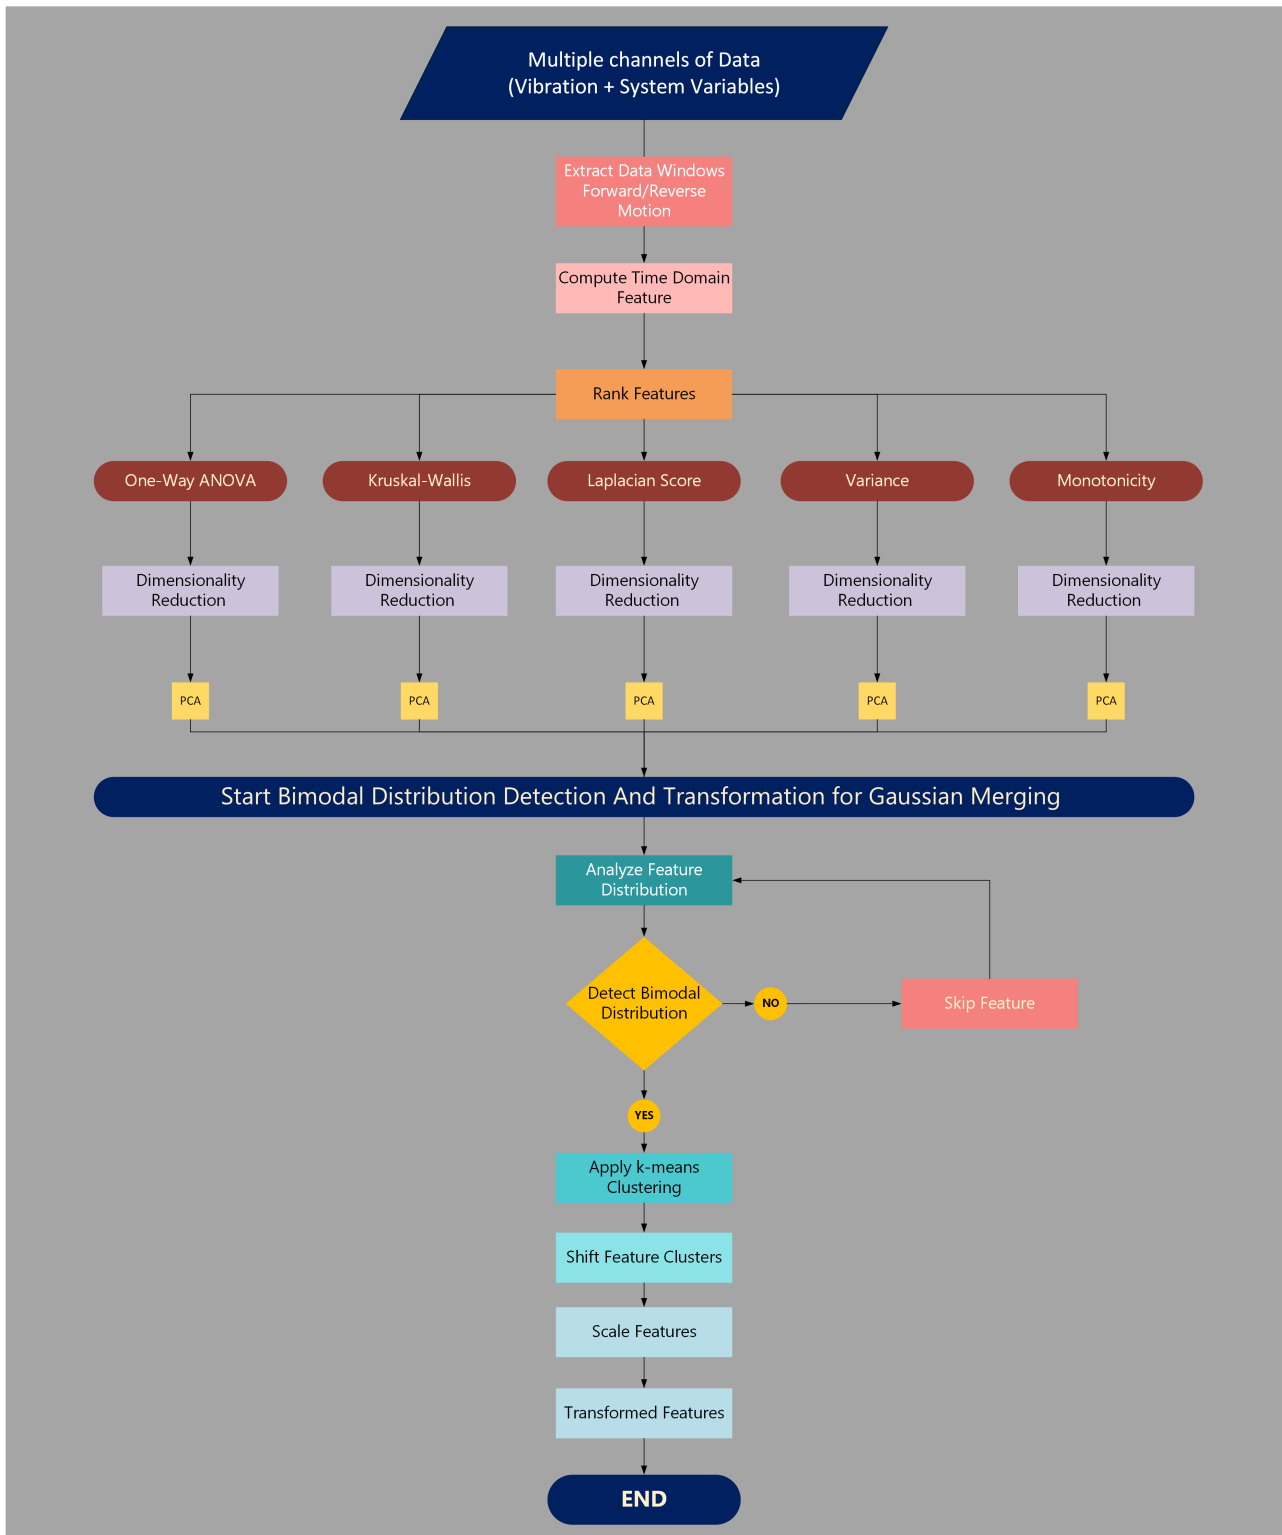 Multiple channels of Data
(Vibration + System Variables)
Extract Data Windows
Forward/Reverse
Motion
Compute Time Domain
Feature
Rank Features
One-Way ANOVA
Kruskal-Wallis
Laplacian Score
Variance
Monotonicity
Dimensionality
Reduction
Dimensionality
Reduction
Dimensionality
Reduction
Dimensionality
Reduction
Dimensionality
Reduction
PCA
PCA
PCA
PCA
PCA
Start Bimodal Distribution Detection And Transformation for Gaussian Merging
Analyze Feature
Distribution
Detect Bimodal
Distribution
NO
Skip Feature
YES
Apply k-means
Clustering
Shift Feature Clusters
Scale Features
Transformed Features
END